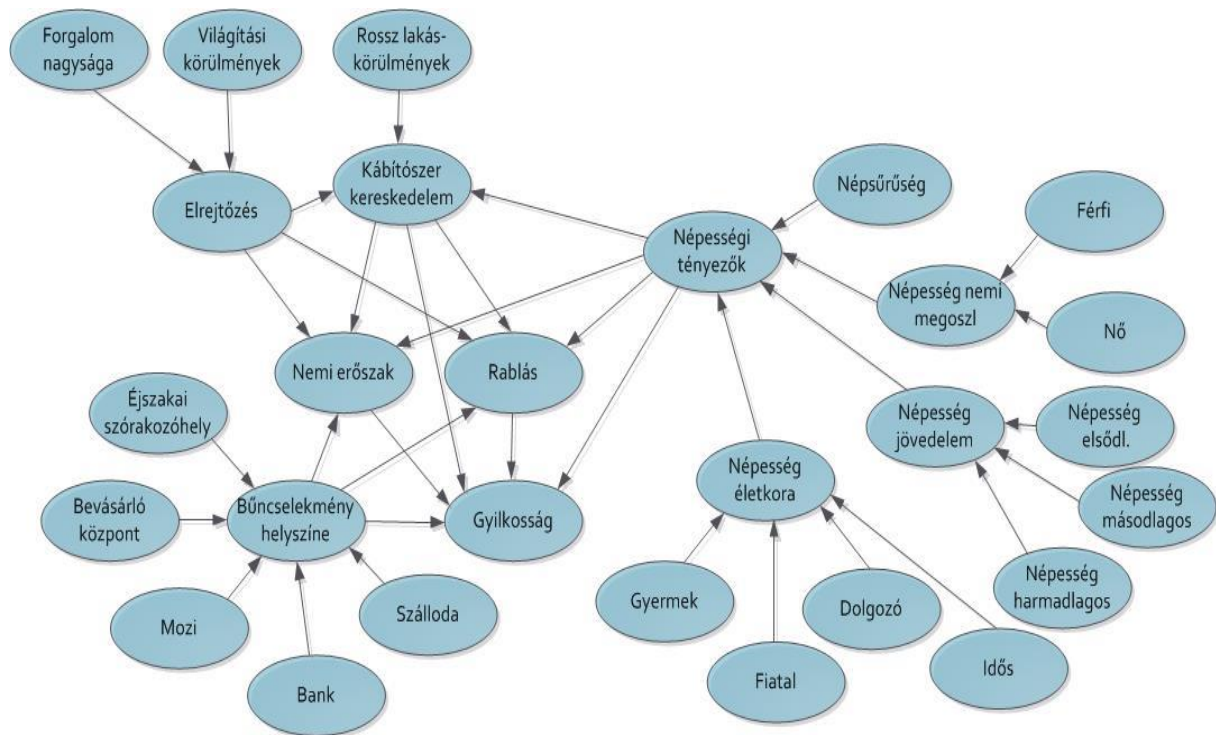 Forgalom
nagysága
Világítási
körülmények
Rossz lakás-
körülmények
Kábítószer
kereskedelem
Elrejtőzés
Népsűrűség
Férfi
Népességi
tényezők
Népesség nemi
megoszl
Nő
Nemi erőszak
Rablás
Éjszakai
szórakozóhely
Népesség
jövedelem
Népesség
elsődl.
Népesség
életkora
Népesség
másodlagos
Bevásárló
központ
Bűncselekmény
helyszíne
Gyilkosság
Népesség
harmadlagos
Mozi
Szálloda
Gyermek
Dolgozó
Bank
Fiatal
Idős